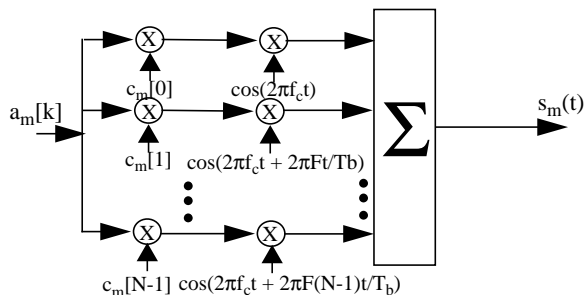 X X
c_m[0] cos(2πf_ct)
a_m[k] X X Σ s_m(t)
c_m[1] cos(2πf_ct + 2πFt/Tb)
X X
c_m[N-1] cos(2πf_ct + 2πF(N-1)t/T_b)